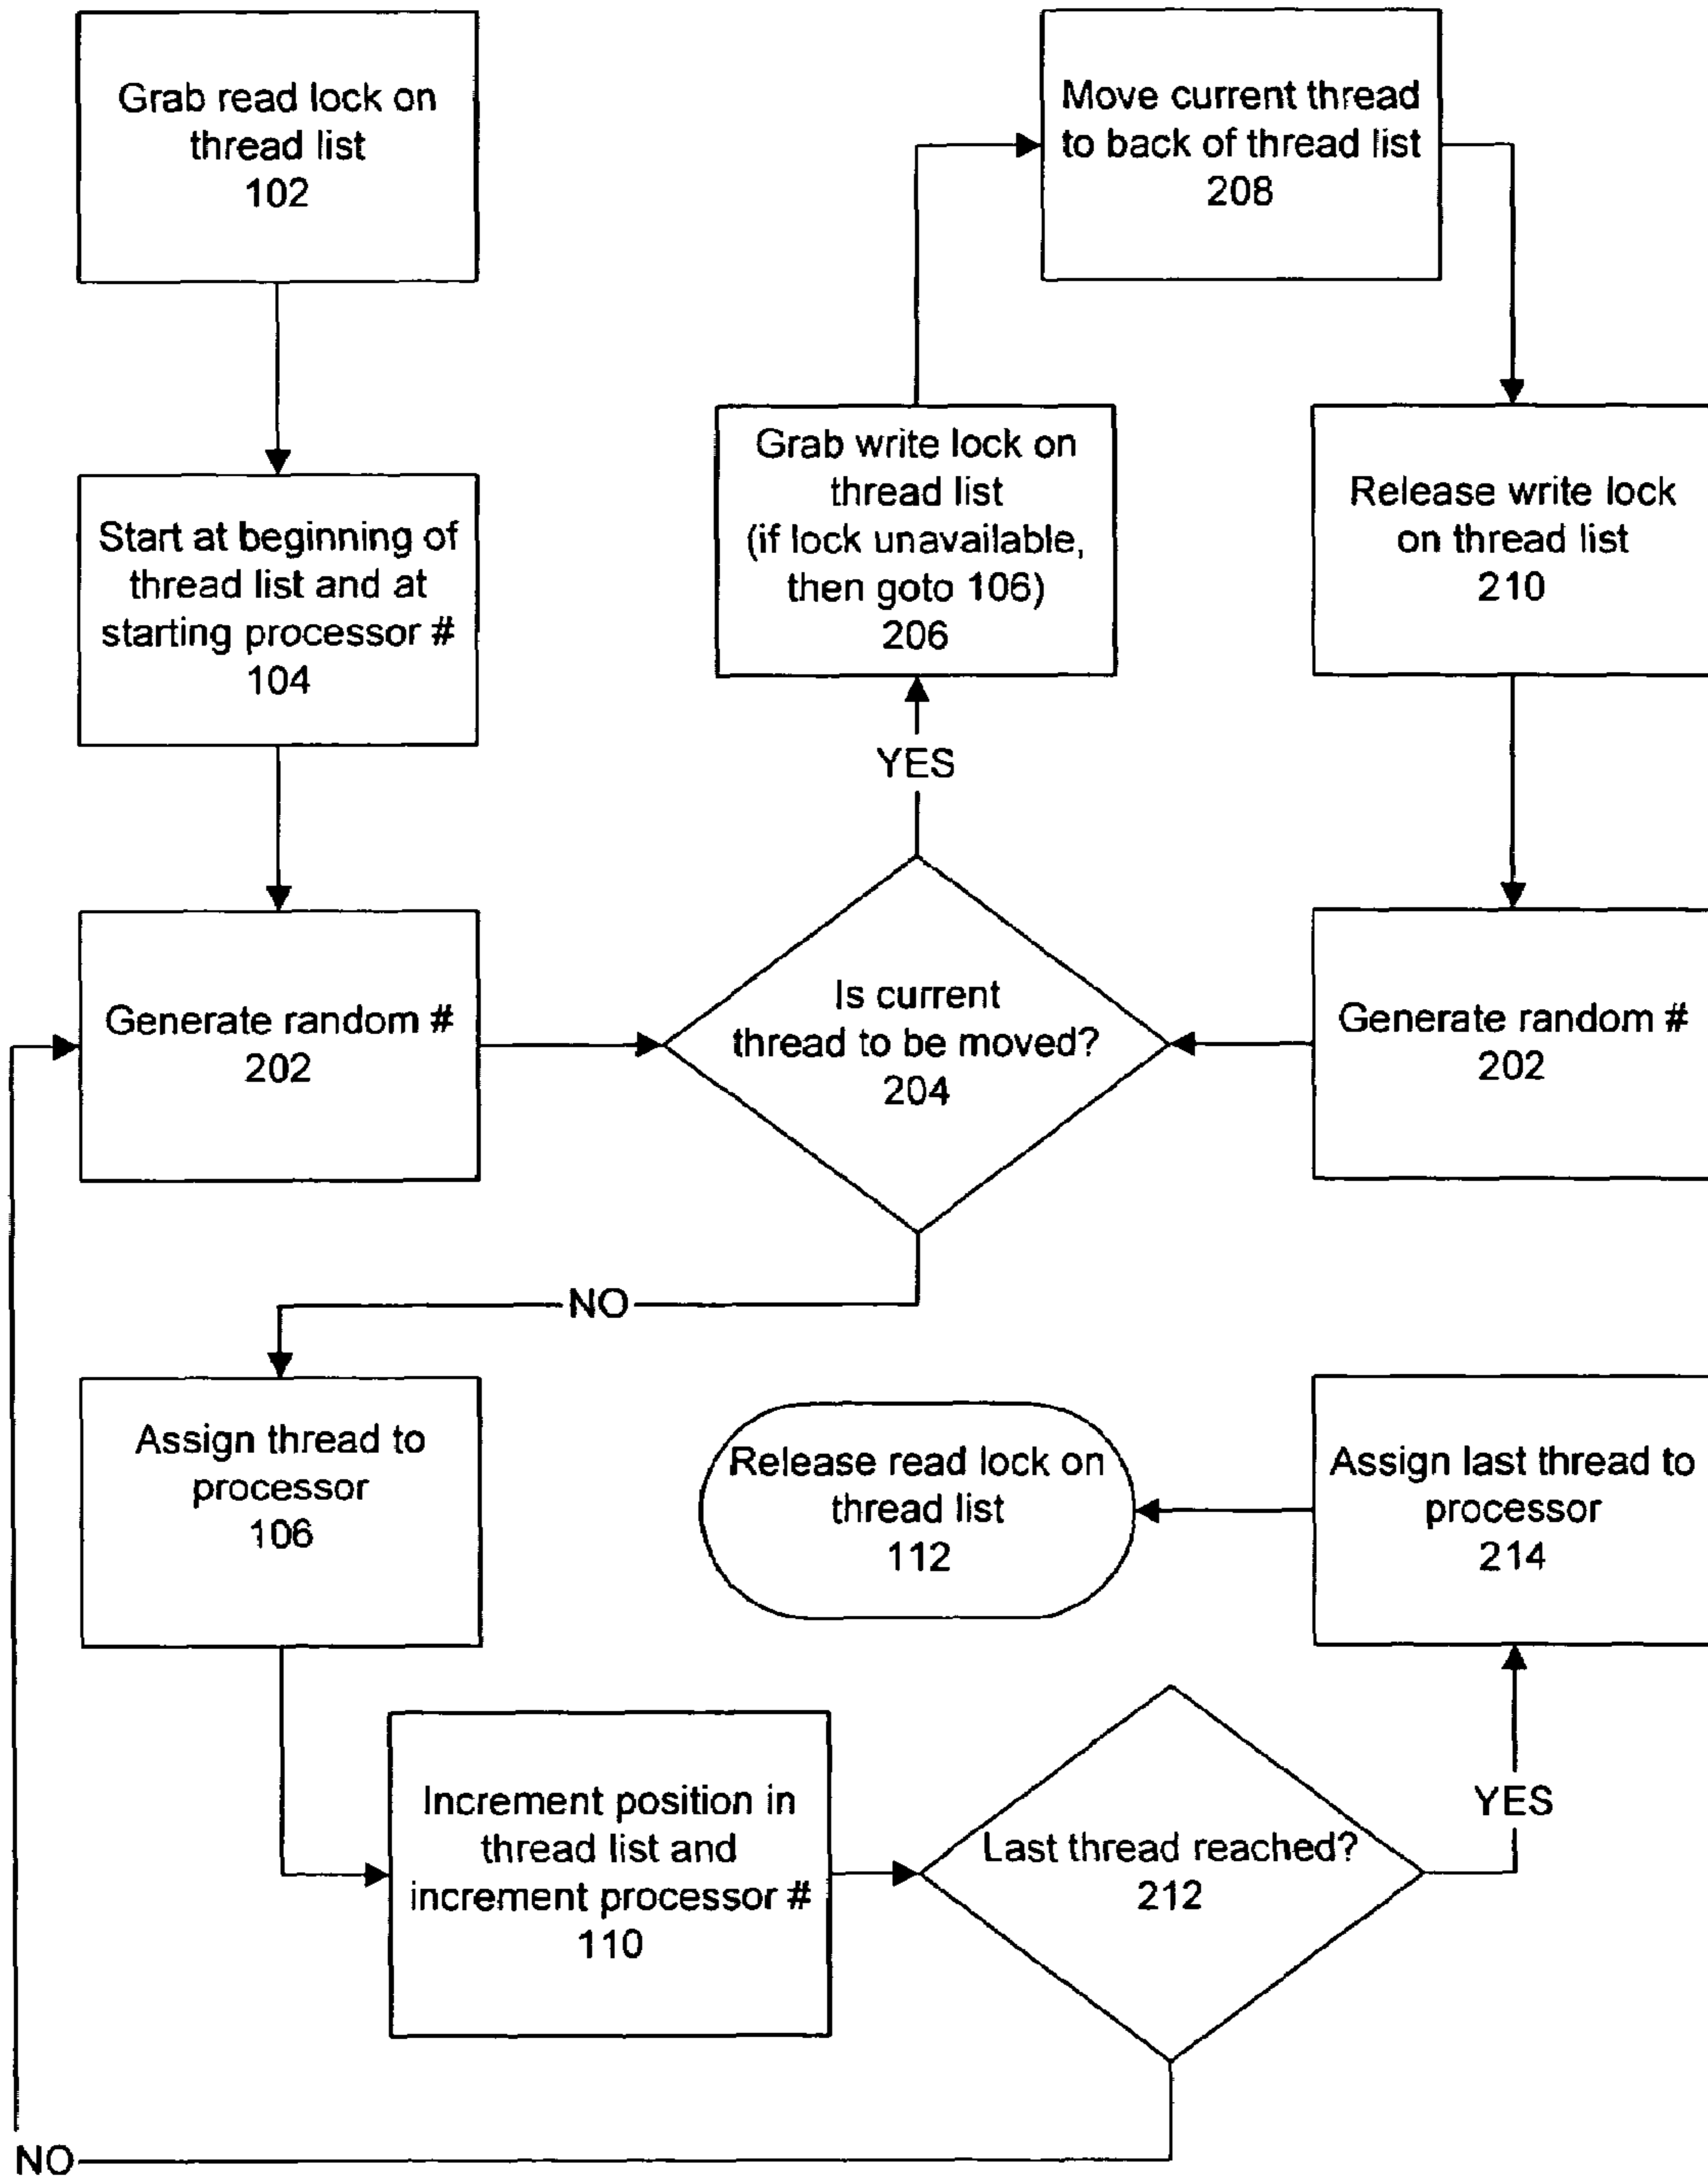 Grab read lock on
thread list
102
Start at beginning of
thread list and at
starting processor #
104
Generate random #
202
Is current
thread to be moved?
204
YES
Grab write lock on
thread list
(if lock unavailable,
then goto 106)
206
Move current thread
to back of thread list
208
Release write lock
on thread list
210
Generate random #
202
NO
Assign thread to
processor
106
Increment position in
thread list and
increment processor #
110
Last thread reached?
212
YES
Assign last thread to
processor
214
Release read lock on
thread list
112
NO